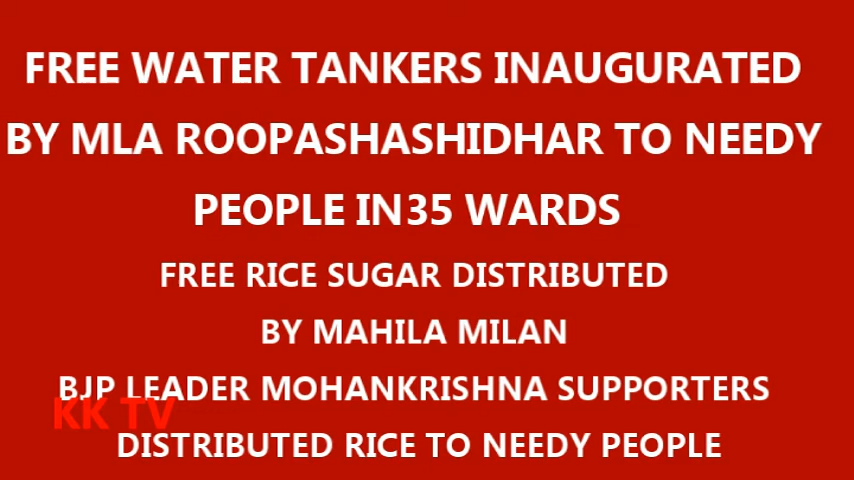 FREE WATER TANKERS INAUGURATED
BY MLA ROOPASHASHIDHAR TO NEEDY
PEOPLE IN35 WARDS
FREE RICE SUGAR DISTRIBUTED
BY MAHILA MILAN
BJP LEADER MOHANKRISHNA SUPPORTERS
KK TV
DISTRIBUTED RICE TO NEEDY PEOPLE